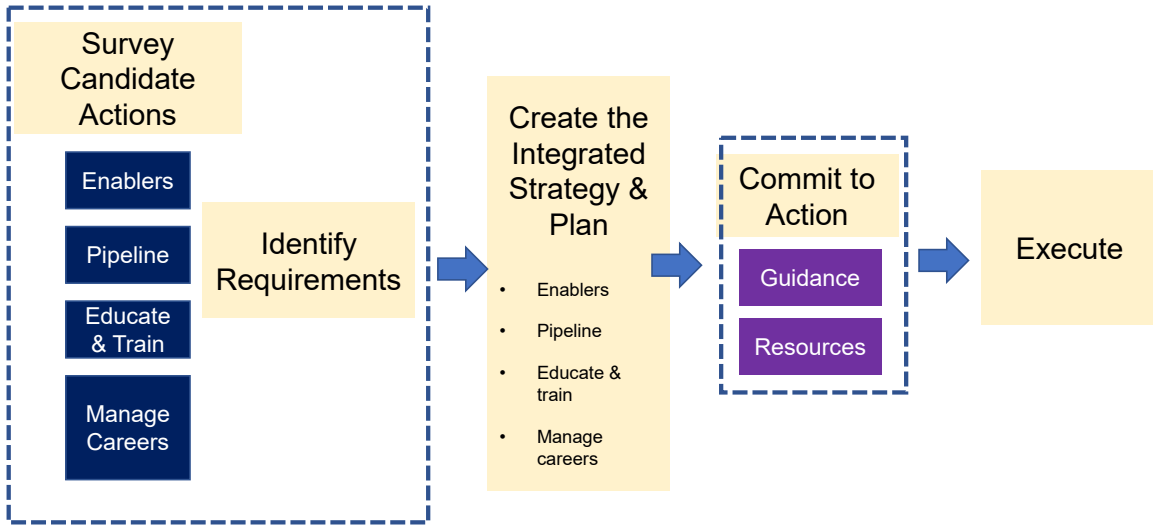 Survey
Candidate
Actions
Enablers
Pipeline
Educate
& Train
Manage
Careers
Identify
Requirements
Create the
Integrated
Strategy &
Plan
• Enablers
• Pipeline
• Educate &
train
• Manage
careers
Commit to
Action
Guidance
Resources
Execute